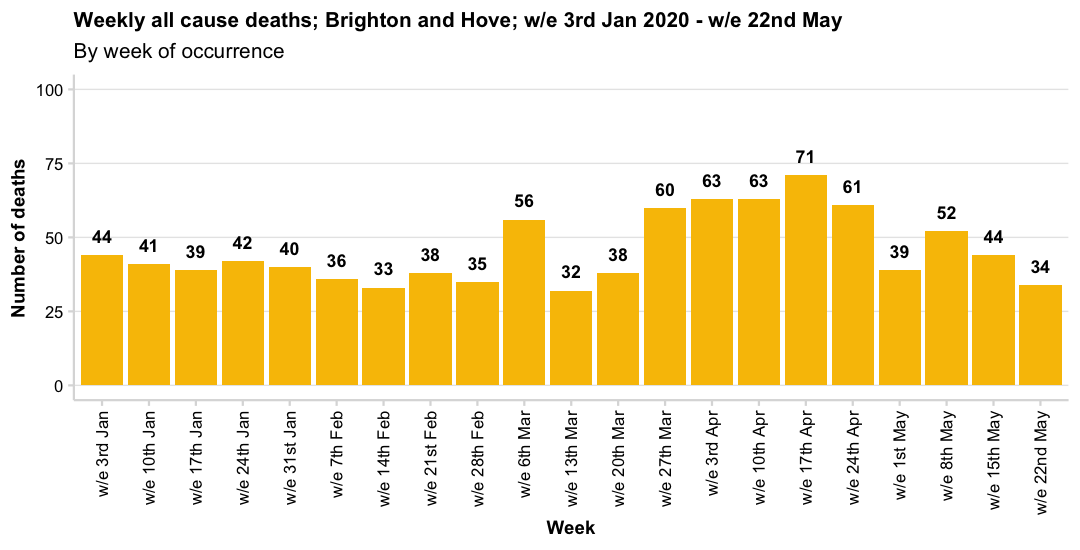 Weekly all cause deaths; Brighton and Hove; w/e 3rd Jan 2020 - w/e 22nd May
By week of occurrence
Number of deaths
100
75
50
25
0
44
41
39
42
40
36
33
38
35
56
32
38
60
63
63
71
61
39
52
44
34
w/e 3rd Jan
w/e 10th Jan
w/e 17th Jan
w/e 24th Jan
w/e 31st Jan
w/e 7th Feb
w/e 14th Feb
w/e 21st Feb
w/e 28th Feb
w/e 6th Mar
w/e 13th Mar
w/e 20th Mar
w/e 27th Mar
w/e 3rd Apr
w/e 10th Apr
w/e 17th Apr
w/e 24th Apr
w/e 1st May
w/e 8th May
w/e 15th May
w/e 22nd May
Week